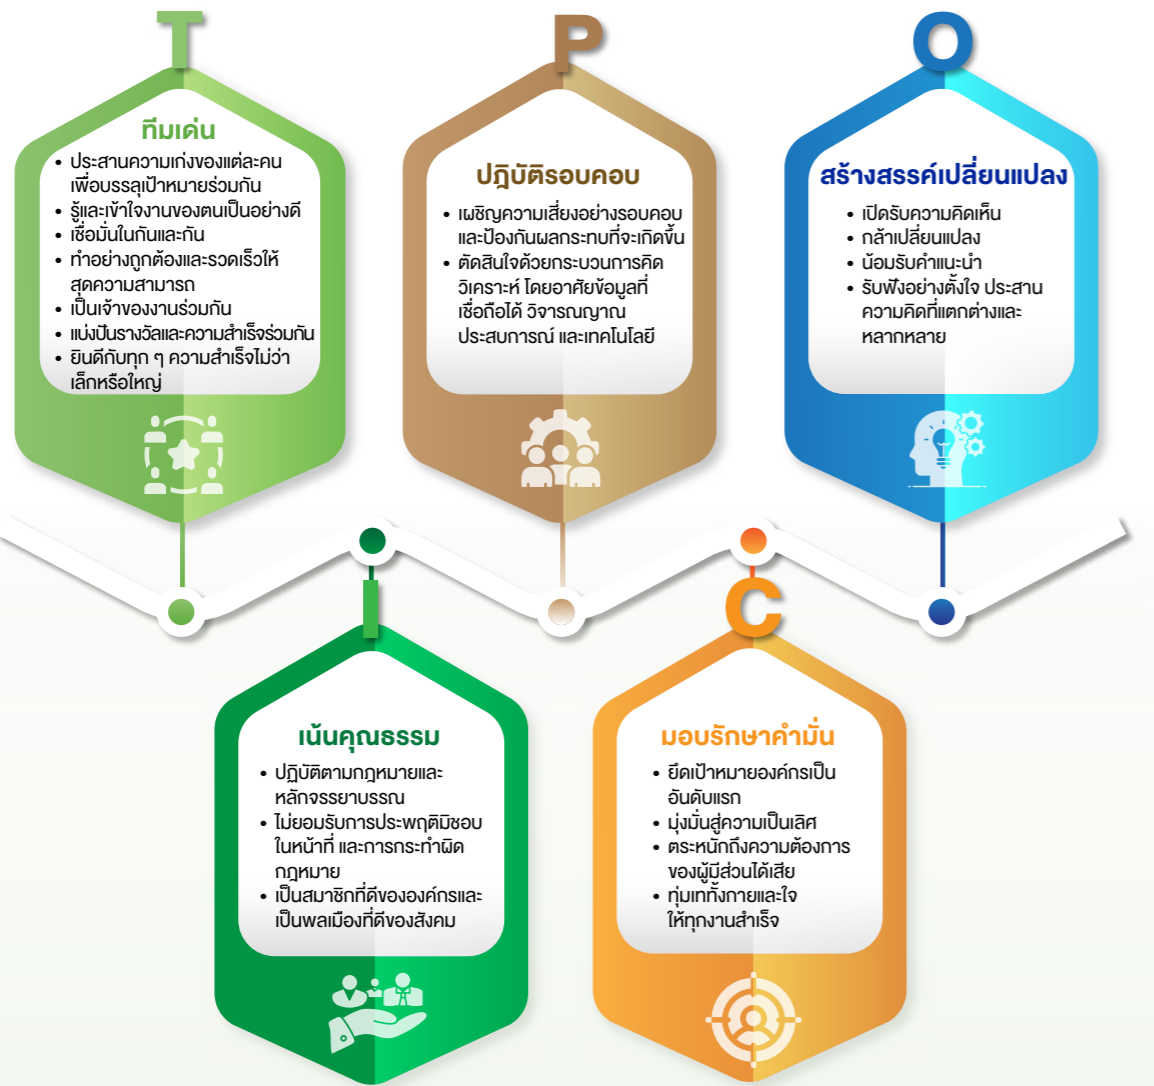 T
ทีมเด่น
• ประสานความเก่งของแต่ละคน
เพื่อบรรลุเป้าหมายร่วมกัน
• รู้และเข้าใจงานของตนเป็นอย่างดี
• เชื่อมั่นในกันและกัน
• ทำอย่างถูกต้องและรวดเร็วให้
สุดความสามารถ
• เป็นเจ้าของงานร่วมกัน
• แบ่งปันรางวัลและความสำเร็จร่วมกัน
• ยินดีกับทุก ๆ ความสำเร็จไม่ว่า
เล็กหรือใหญ่
I
เน้นคุณธรรม
• ปฏิบัติตามกฎหมายและ
หลักจรรยาบรรณ
• ไม่ยอมรับการประพฤติมิชอบ
ในหน้าที่ และการกระทำผิด
กฎหมาย
• เป็นสมาชิกที่ดีขององค์กรและ
เป็นพลเมืองที่ดีของสังคม
P
ปฎิบัติรอบคอบ
• เผชิญความเสี่ยงอย่างรอบคอบ
และป้องกันผลกระทบที่จะเกิดขึ้น
• ตัดสินใจด้วยกระบวนการคิด
วิเคราะห์ โดยอาศัยข้อมูลที่
เชื่อถือได้ วิจารณญาณ
ประสบการณ์ และเทคโนโลยี
C
มอบรักษาคำมั่น
• ยึดเป้าหมายองค์กรเป็น
อันดับแรก
• มุ่งมั่นสู่ความเป็นเลิศ
• ตระหนักถึงความต้องการ
ของผู้มีส่วนได้เสีย
• ทุ่มเททั้งกายและใจ
ให้ทุกงานสำเร็จ
O
สร้างสรรค์เปลี่ยนแปลง
• เปิดรับความคิดเห็น
• กล้าเปลี่ยนแปลง
• น้อมรับคำแนะนำ
• รับฟังอย่างตั้งใจ ประสาน
ความคิดที่แตกต่างและ
หลากหลาย